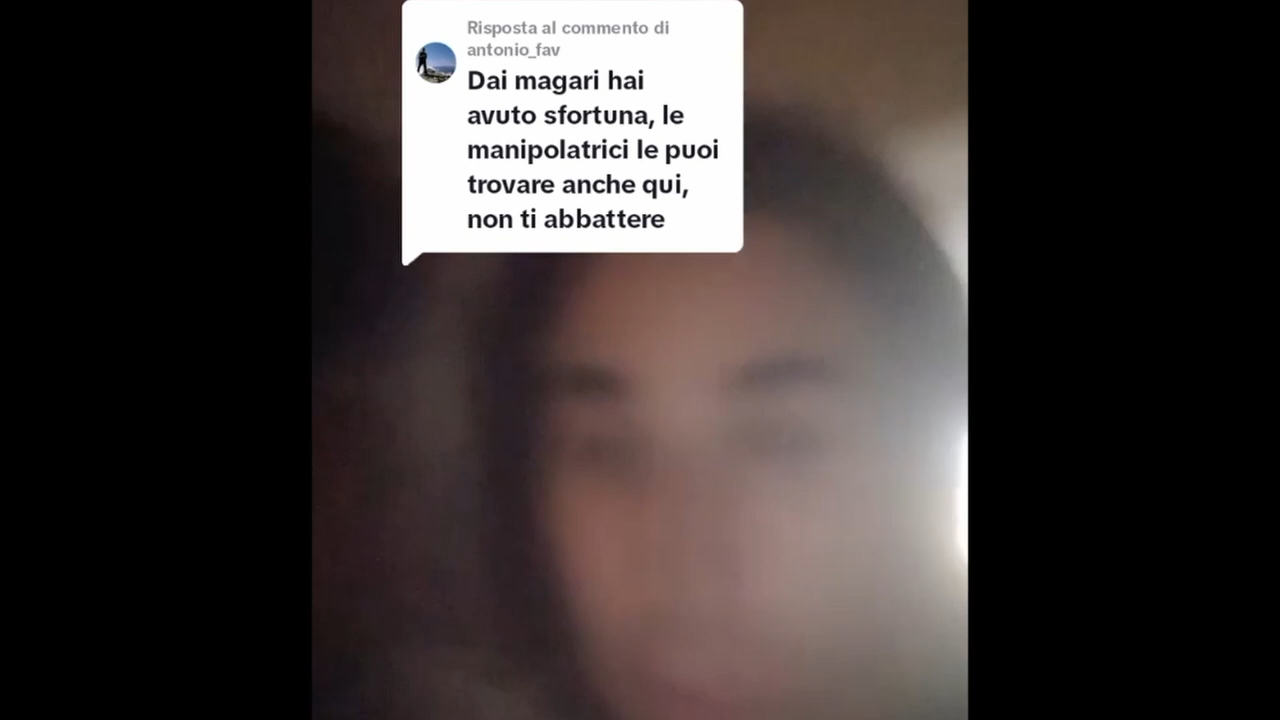 Risposta al commento di
antonio_fav
Dai magari hai
avuto sfortuna, le
manipolatrici le puoi
trovare anche qui,
non ti abbattere